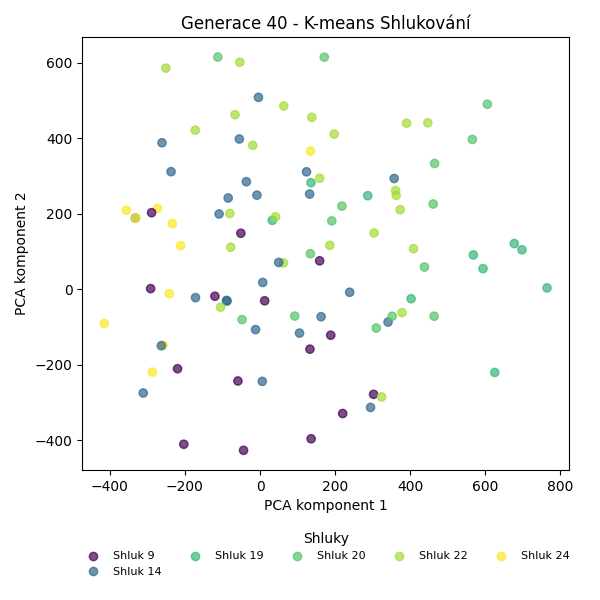 Generace 40 - K-means Shlukování
600
400
200
0
−200
−400
PCA komponent 2
−400 −200 0 200 400 600 800
PCA komponent 1
Shluky
Shluk 9 Shluk 19 Shluk 20 Shluk 22 Shluk 24
Shluk 14